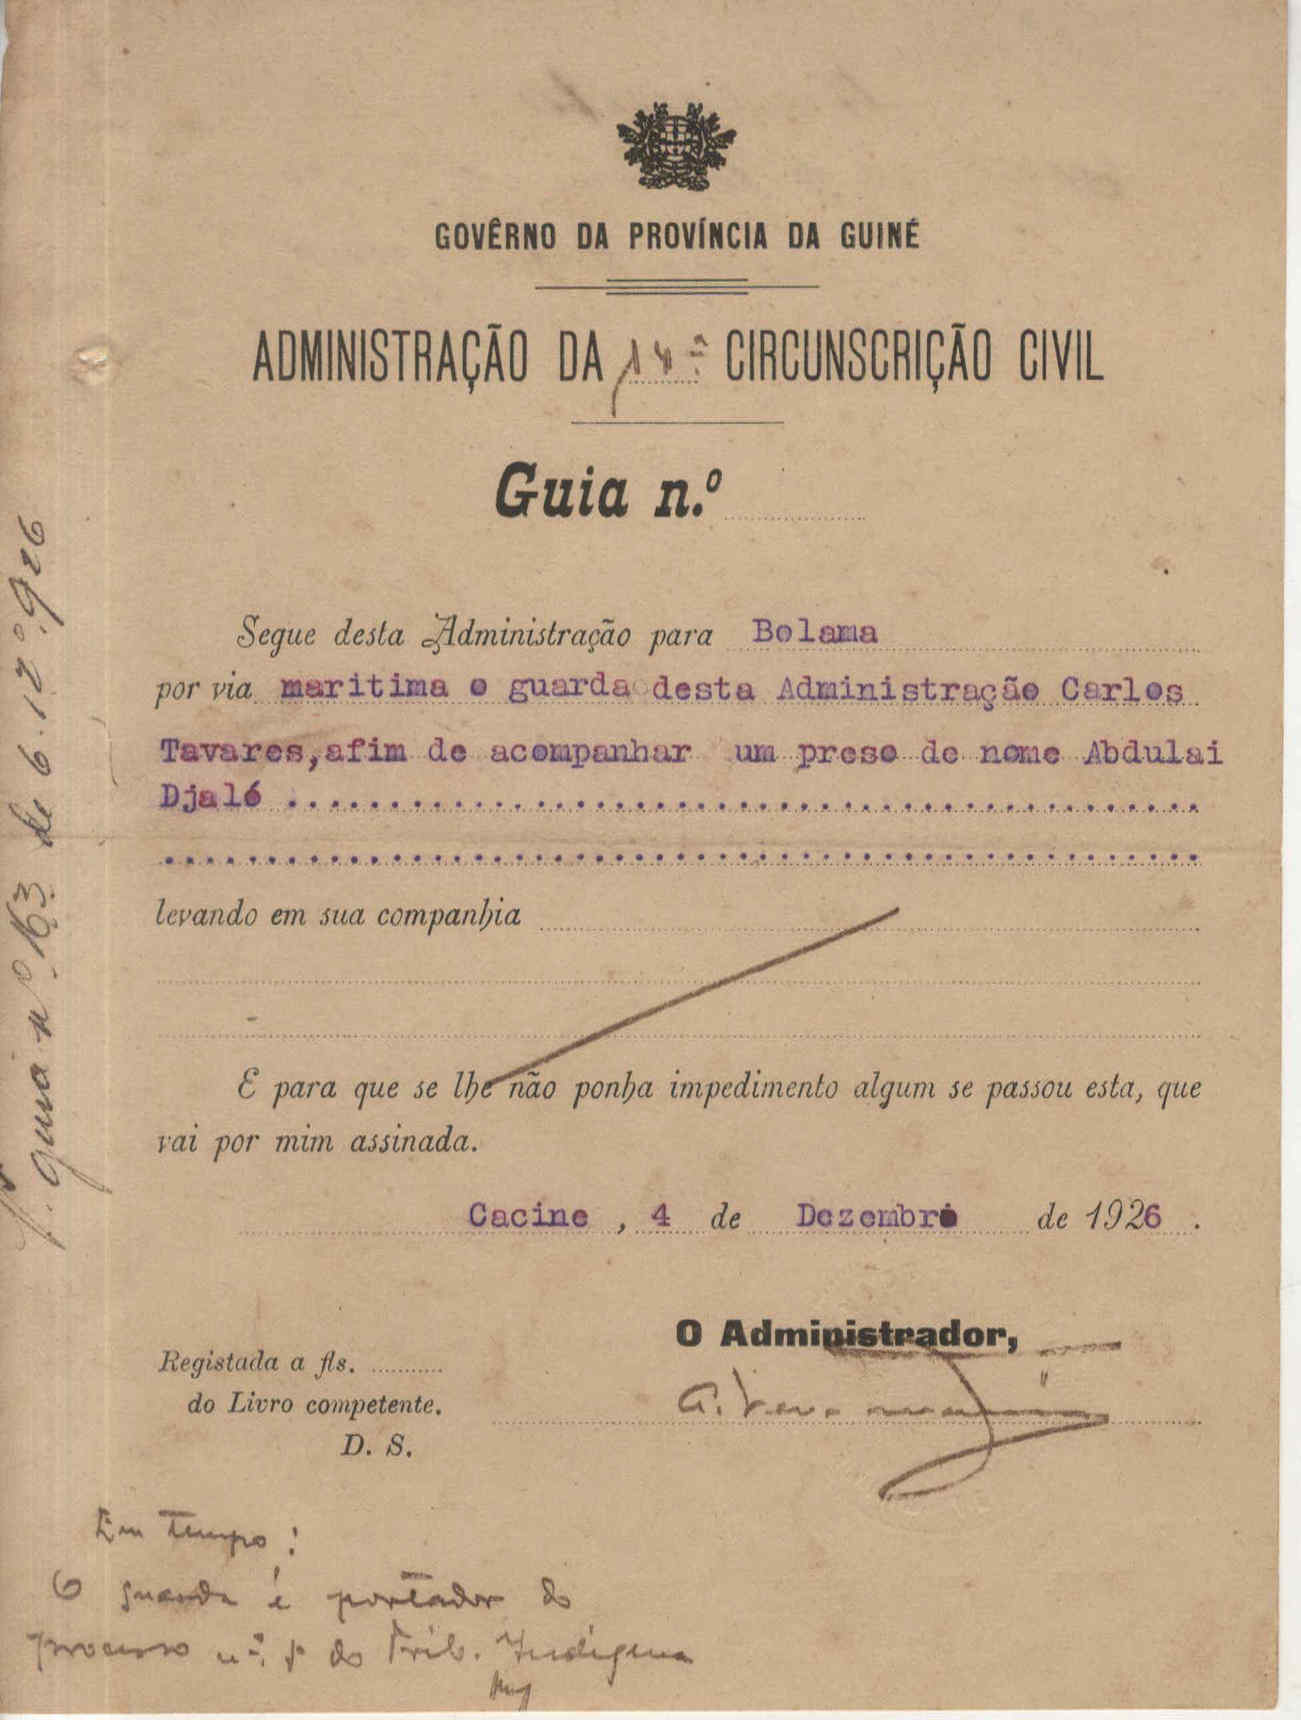 GOVÊRNO DA PROVÍNCIA DA GUINÉ
ADMINISTRAÇÃO DA CIRCUNSCRIÇÃO CIVIL
Guia n.º
Segue desta Administração para Bolama
por via maritima o guarda desta Administração Carlos
Tavares,afim de acompanhar um preso de nome Abdulai
Djaló
levando em sua companhia
E para que se lhe não ponha impedimento algum se passou esta, que
vai por mim assinada.
Cacine , 4 de Dezembro de 1926 .
O Administrador,
Registada a fls.
do Livro competente.
D. S.
Em tempo:
O guarda é portador do
processo n.º do Trib. Indigena
guia nº 163 de 6.12º.926